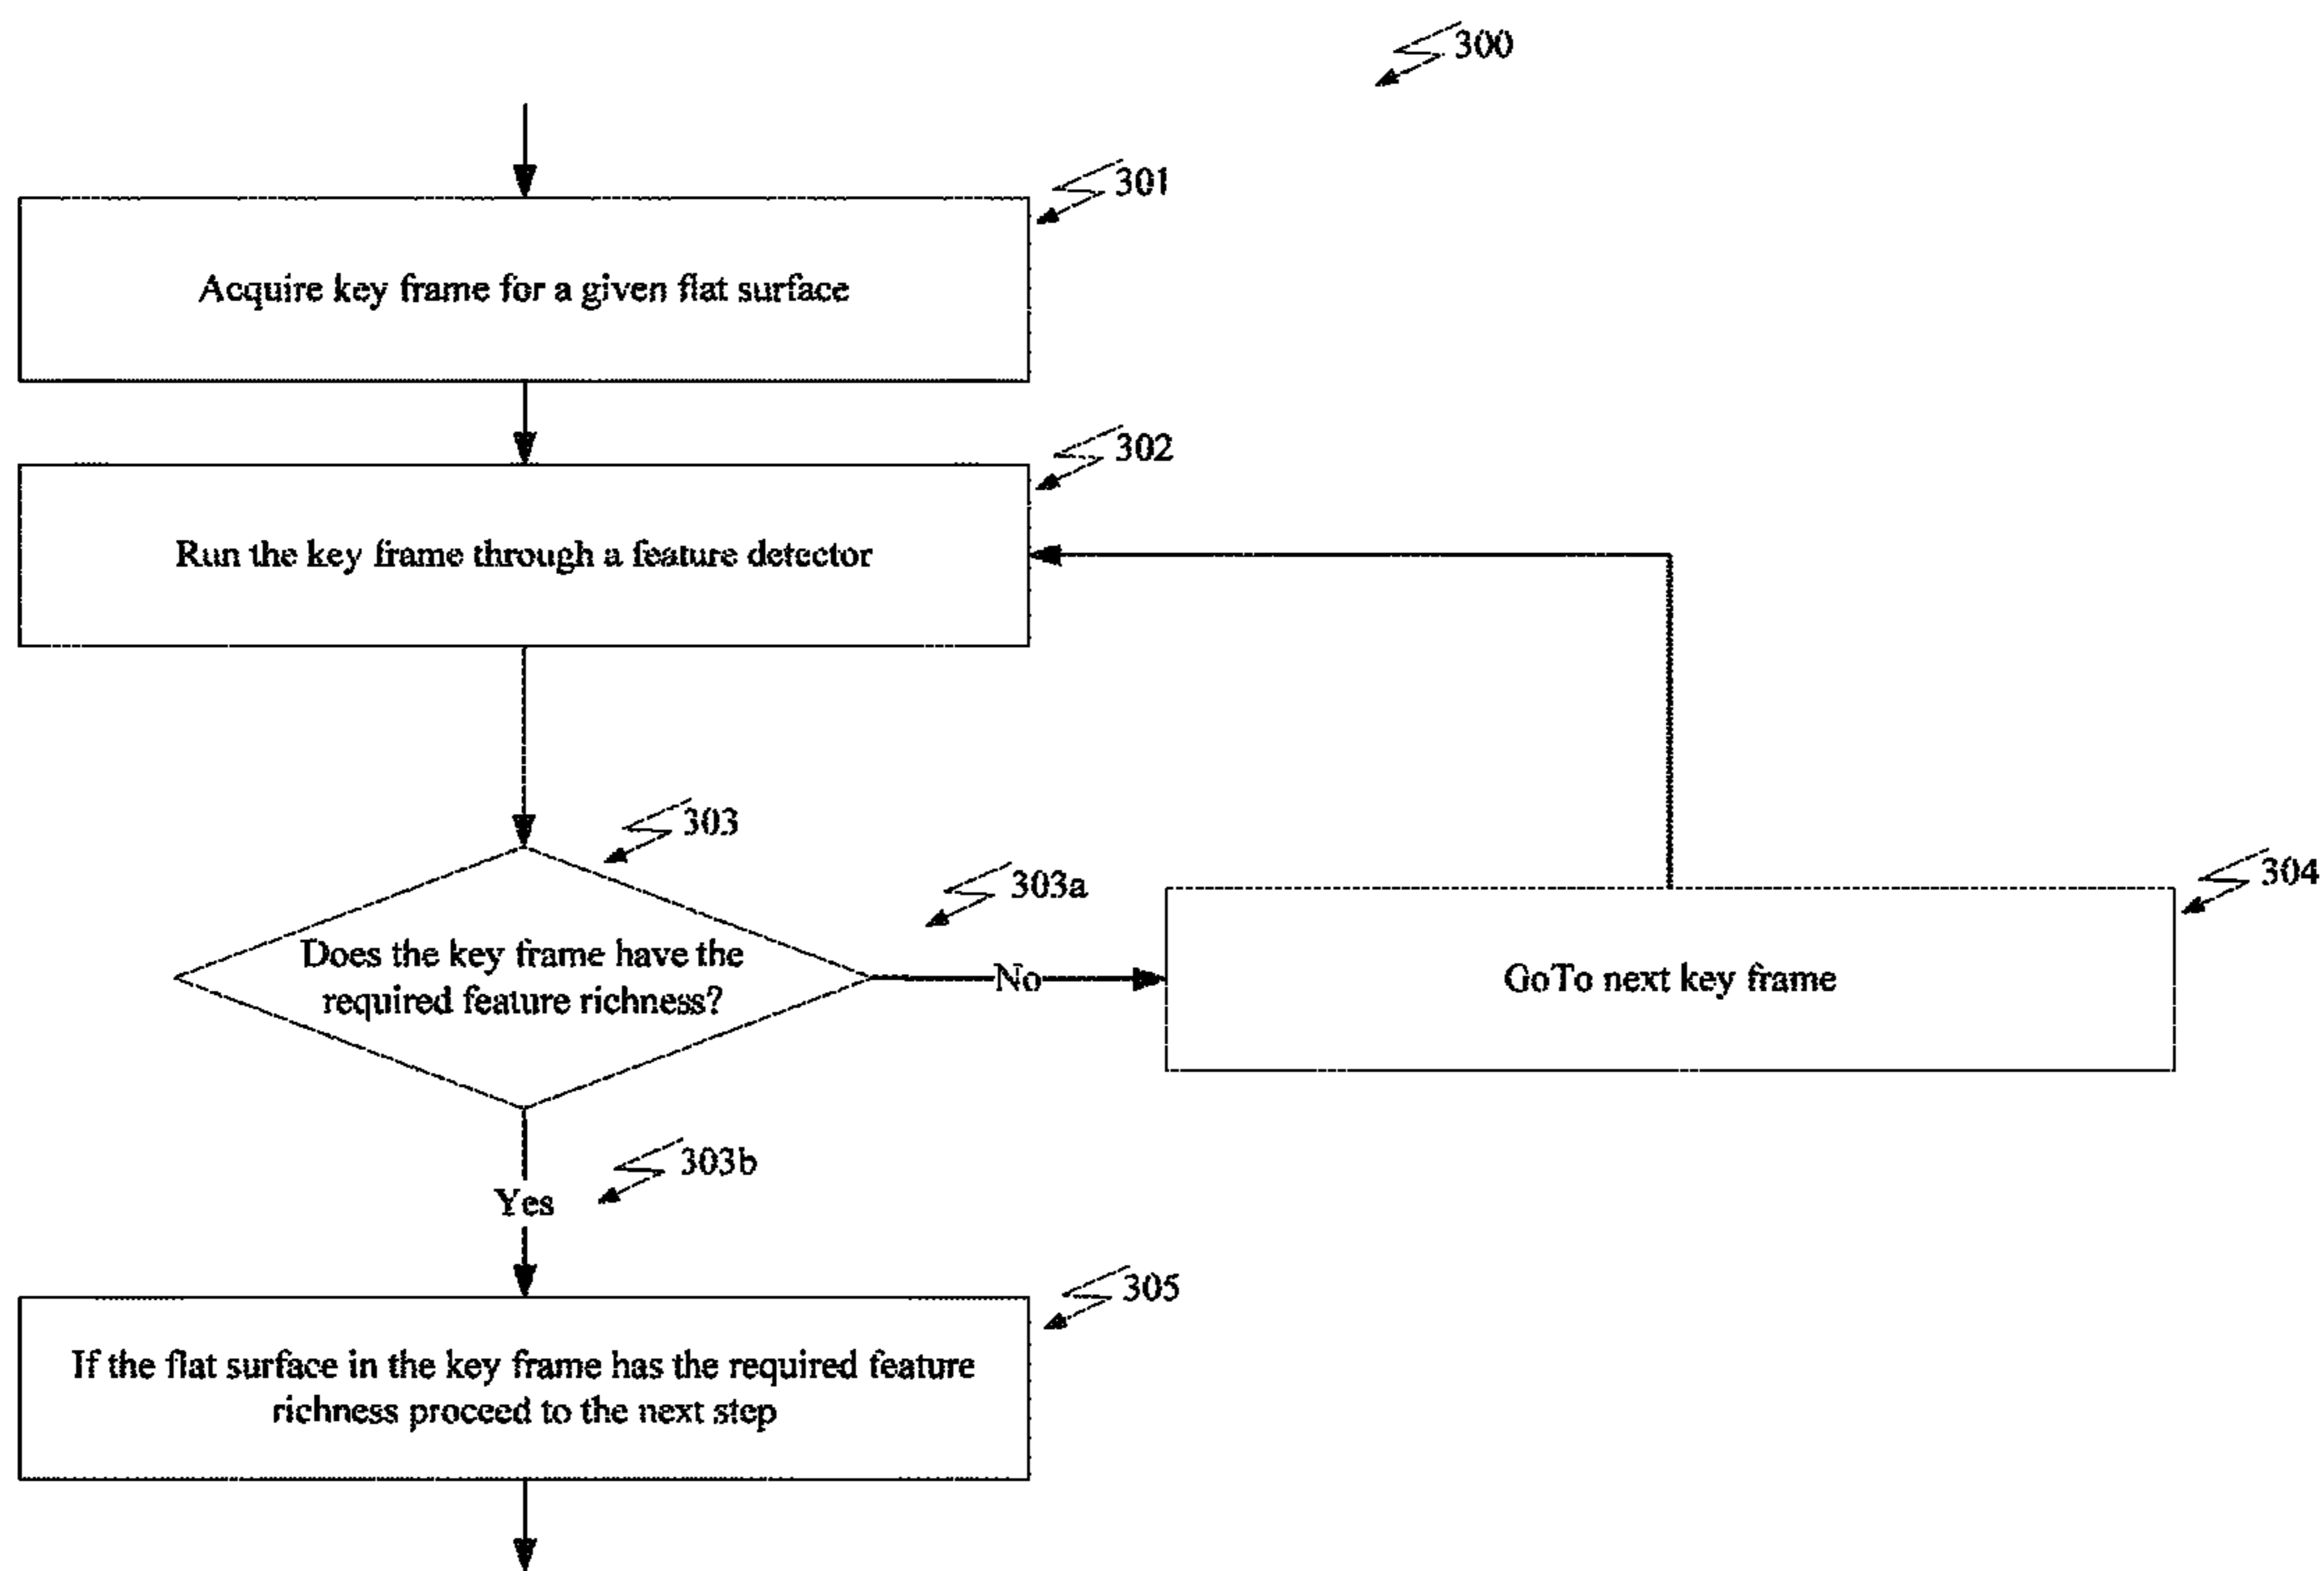 300
301
Acquire key frame for a given flat surface
302
Run the key frame through a feature detector
303
303a
304
Does the key frame have the
required feature richness?
No
GoTo next key frame
303b
Yes
305
If the flat surface in the key frame has the required feature
richness proceed to the next step